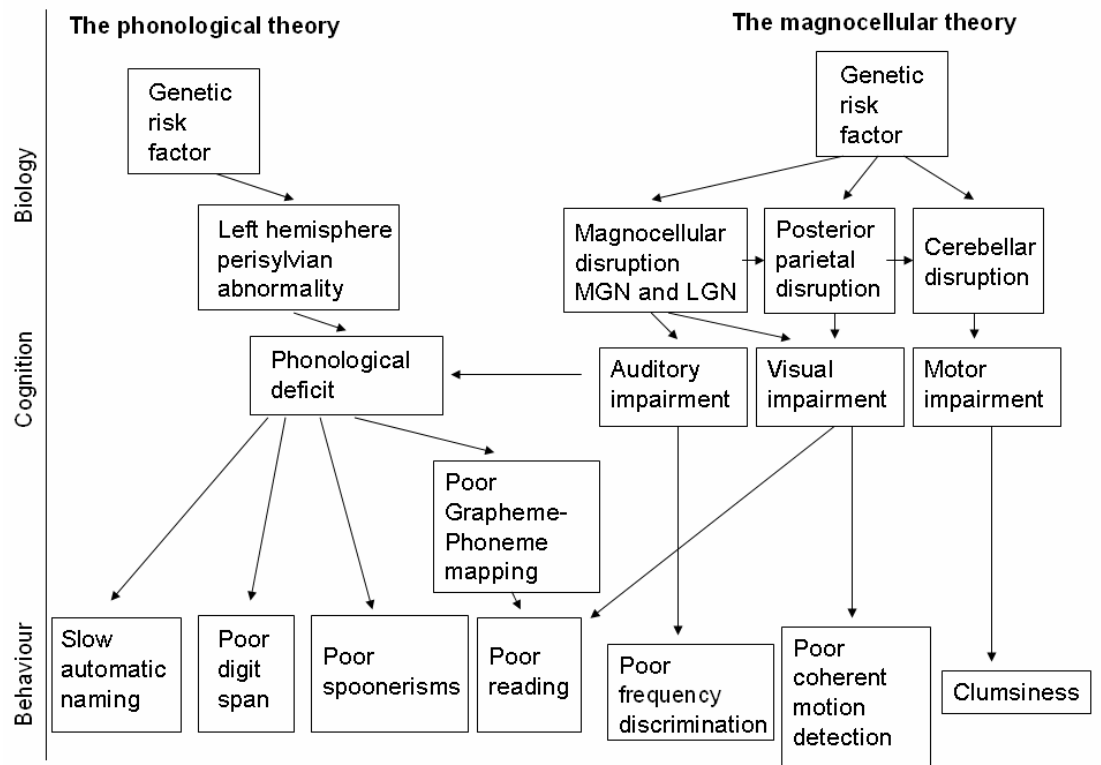 The phonological theory
The magnocellular theory
Biology
Genetic
risk
factor
Genetic
risk
factor
Left hemisphere
perisylvian
abnormality
Magnocellular
disruption
MGN and LGN
Posterior
parietal
disruption
Cerebellar
disruption
Cognition
Phonological
deficit
Auditory
impairment
Visual
impairment
Motor
impairment
Poor
Grapheme-
Phoneme
mapping
Behaviour
Slow
automatic
naming
Poor
digit
span
Poor
spoonerisms
Poor
reading
Poor
frequency
discrimination
Poor
coherent
motion
detection
Clumsiness